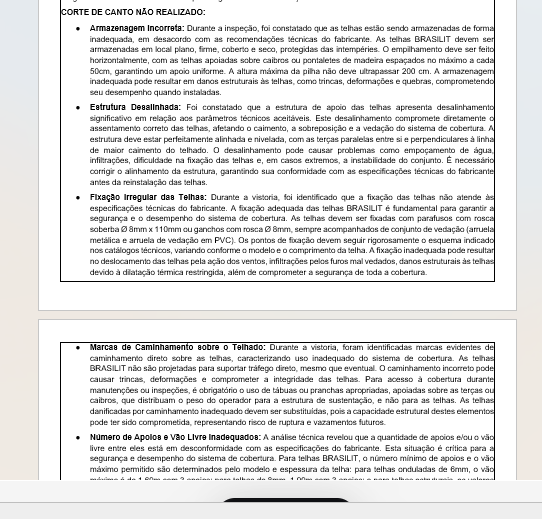 CORTE DE CANTO NÃO REALIZADO:
● Armazenagem Incorreta: Durante a inspeção, foi constatado que as telhas estão sendo armazenadas de forma
inadequada, em desacordo com as recomendações técnicas do fabricante. As telhas BRASILIT devem ser
armazenadas em local plano, firme, coberto e seco, protegidas das intempéries. O empilhamento deve ser feito
horizontalmente, com as telhas apoiadas sobre caibros ou pontaletes de madeira espaçados no máximo a cada
50cm, garantindo um apoio uniforme. A altura máxima da pilha não deve ultrapassar 200 cm. A armazenagem
inadequada pode resultar em danos estruturais às telhas, como trincas, deformações e quebras, comprometendo
seu desempenho quando instaladas.
● Estrutura Desalinhada: Foi constatado que a estrutura de apoio das telhas apresenta desalinhamento
significativo em relação aos parâmetros técnicos aceitáveis. Este desalinhamento compromete diretamente o
assentamento correto das telhas, afetando o caimento, a sobreposição e a vedação do sistema de cobertura. A
estrutura deve estar perfeitamente alinhada e nivelada, com as terças paralelas entre si e perpendiculares à linha
de maior caimento do telhado. O desalinhamento pode causar problemas como empoçamento de água,
infiltrações, dificuldade na fixação das telhas e, em casos extremos, a instabilidade do conjunto. É necessário
corrigir o alinhamento da estrutura, garantindo sua conformidade com as especificações técnicas do fabricante
antes da reinstalação das telhas.
● Fixação Irregular das Telhas: Durante a vistoria, foi identificado que a fixação das telhas não atende às
especificações técnicas do fabricante. A fixação adequada das telhas BRASILIT é fundamental para garantir a
segurança e o desempenho do sistema de cobertura. As telhas devem ser fixadas com parafusos com rosca
soberba Ø 8mm x 110mm ou ganchos com rosca Ø 8mm, sempre acompanhados de conjunto de vedação (arruela
metálica e arruela de vedação em PVC). Os pontos de fixação devem seguir rigorosamente o esquema indicado
nos catálogos técnicos, variando conforme o modelo e o comprimento da telha. A fixação inadequada pode resultar
no deslocamento das telhas pela ação dos ventos, infiltrações pelos furos mal vedados, danos estruturais às telhas
devido à dilatação térmica restringida, além de comprometer a segurança de toda a cobertura.
● Marcas de Caminhamento sobre o Telhado: Durante a vistoria, foram identificadas marcas evidentes de
caminhamento direto sobre as telhas, caracterizando uso inadequado do sistema de cobertura. As telhas
BRASILIT não são projetadas para suportar tráfego direto, mesmo que eventual. O caminhamento incorreto pode
causar trincas, deformações e comprometer a integridade das telhas. Para acesso à cobertura durante
manutenções ou inspeções, é obrigatório o uso de tábuas ou pranchas apropriadas, apoiadas sobre as terças ou
caibros, que distribuam o peso do operador para a estrutura de sustentação, e não para as telhas. As telhas
danificadas por caminhamento inadequado devem ser substituídas, pois a capacidade estrutural destes elementos
pode ter sido comprometida, representando risco de ruptura e vazamentos futuros.
● Número de Apoios e Vão Livre Inadequados: A análise técnica revelou que a quantidade de apoios e/ou o vão
livre entre eles está em desconformidade com as especificações do fabricante. Esta situação é crítica para a
segurança e desempenho do sistema de cobertura. Para telhas BRASILIT, o número mínimo de apoios e o vão
máximo permitido são determinados pelo modelo e espessura da telha: para telhas onduladas de 6mm, o vão